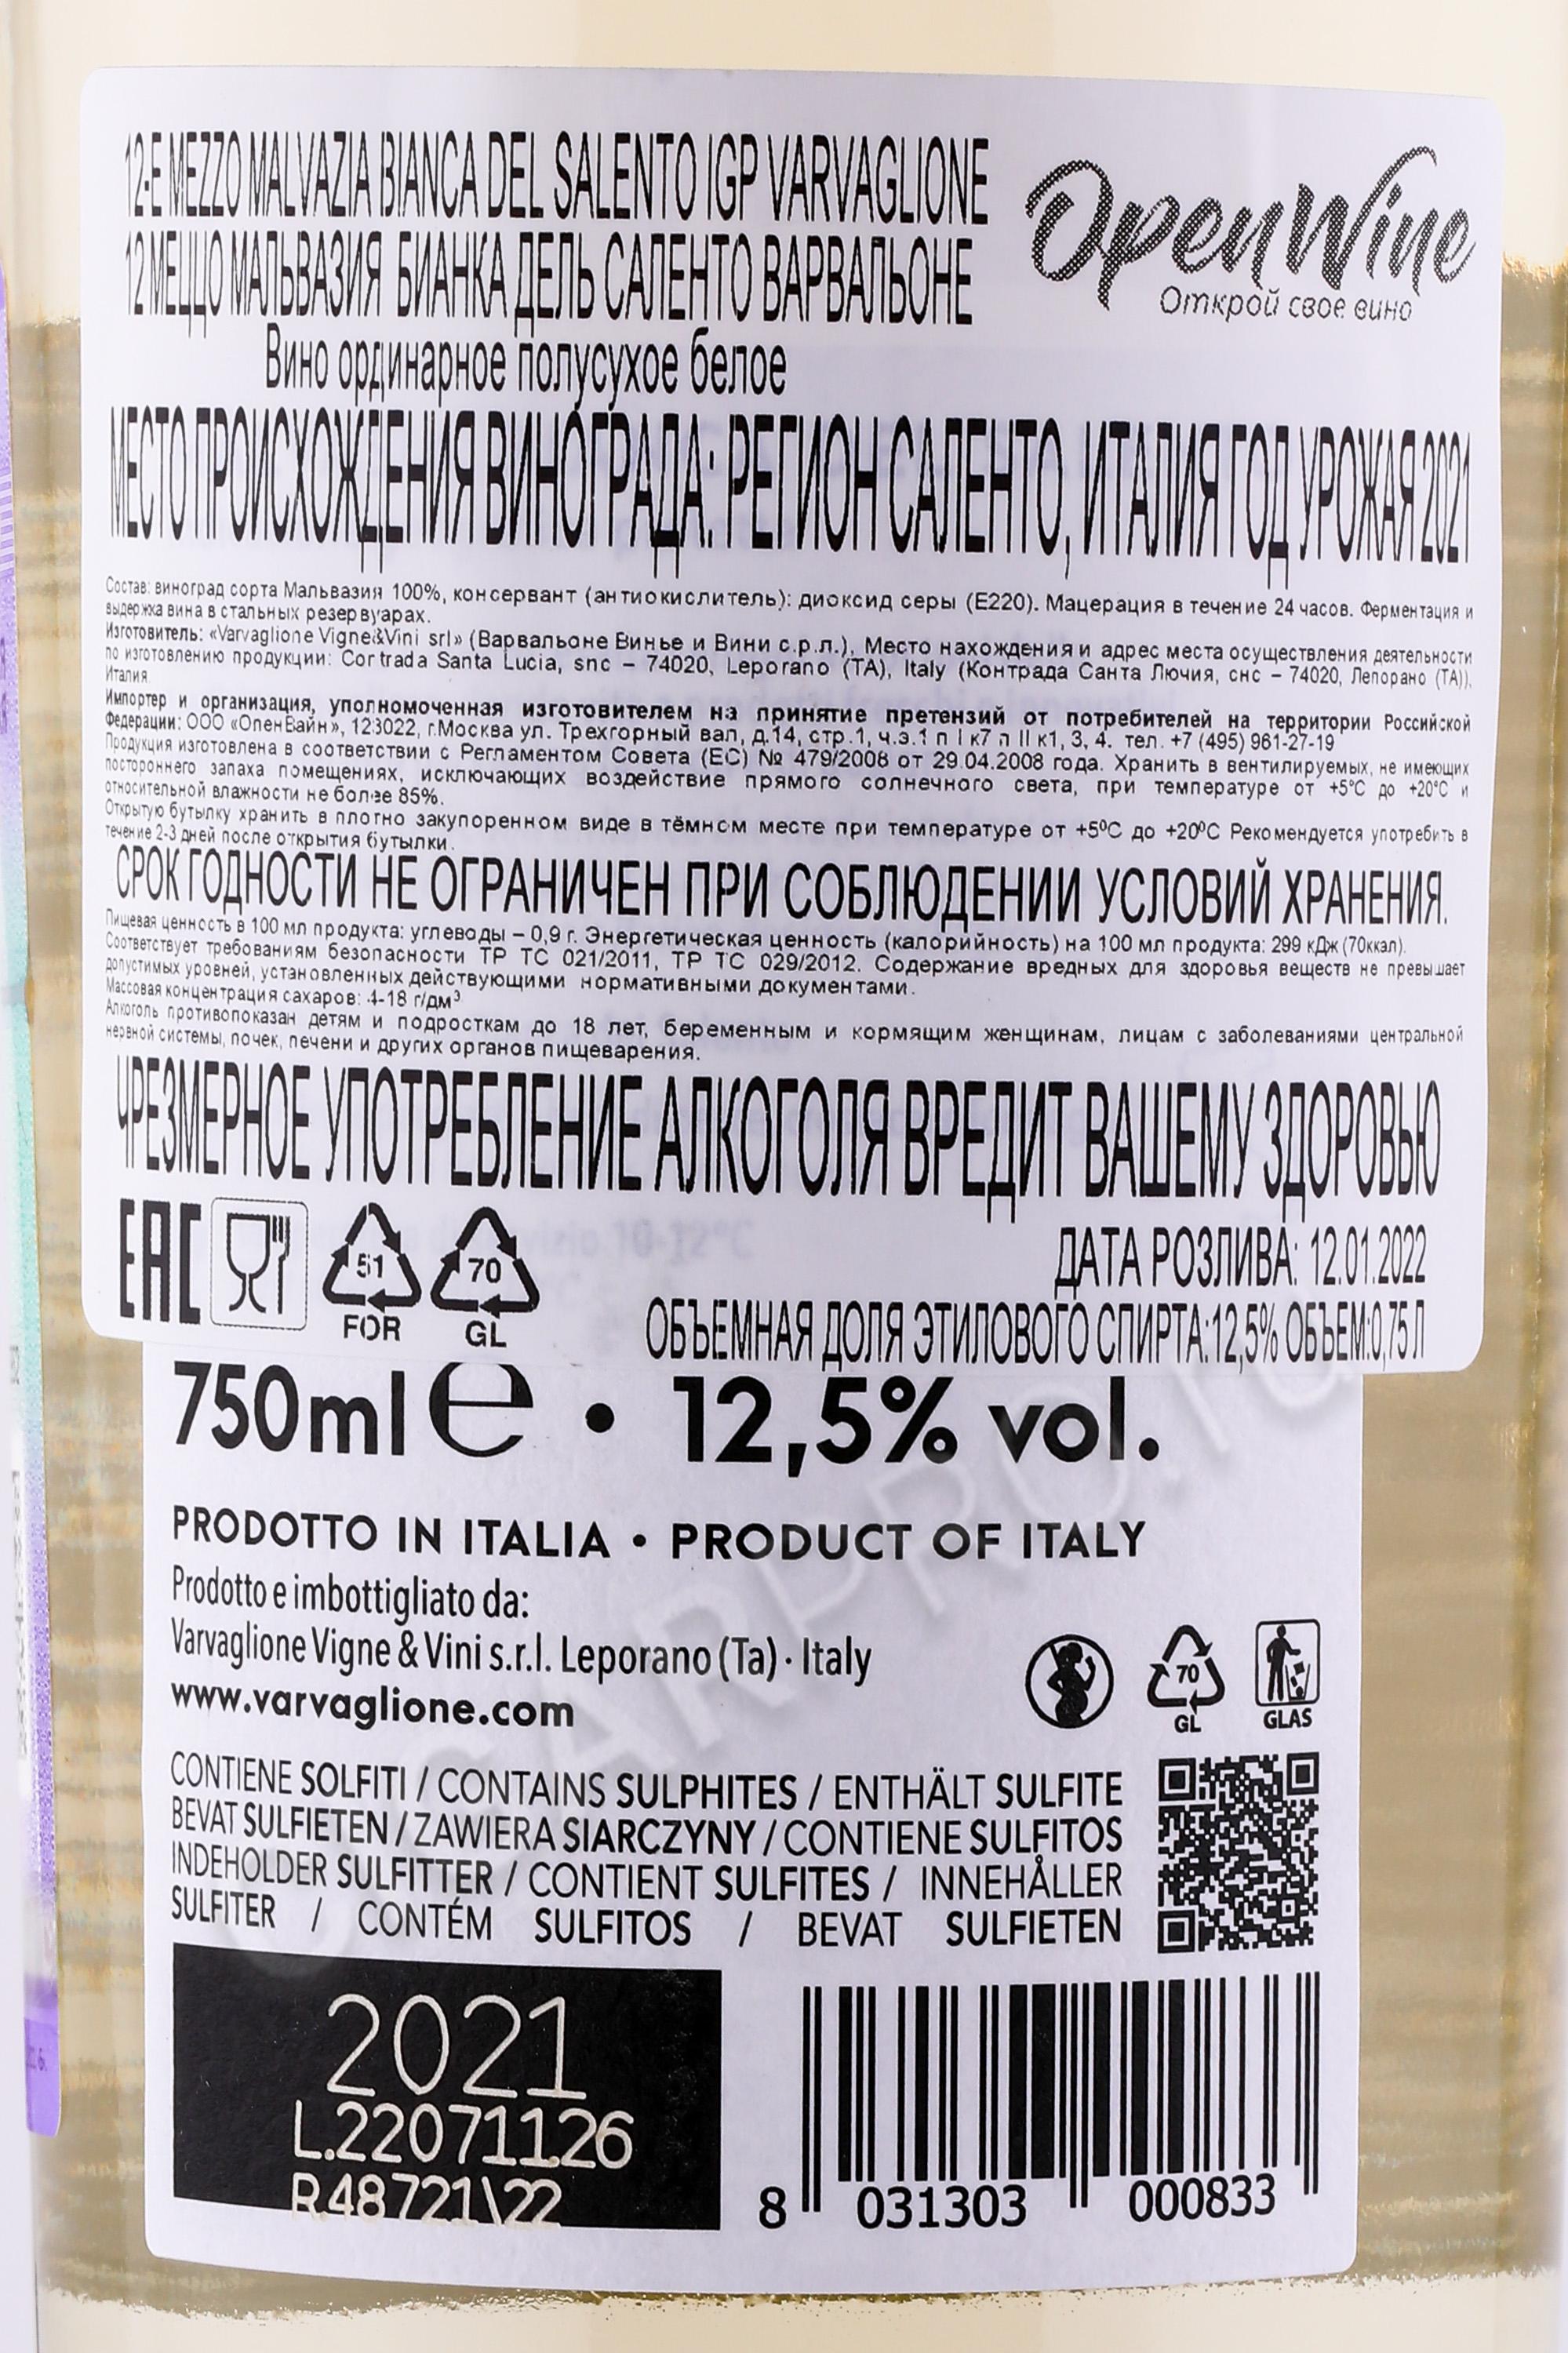 12-E MEZZO MALVAZIA BIANCA DEL SALENTO IGP VARVAGLIONE
12 МЕЦЦО МАЛЬВАЗИЯ БИАНКА ДЕЛЬ САЛЕНТО ВАРВАЛЬОНЕ
OpenWine
Открой свое вино
Вино ординарное полусухое белое
МЕСТО ПРОИСХОЖДЕНИЯ ВИНОГРАДА: РЕГИОН САЛЕНТО, ИТАЛИЯ ГОД УРОЖАЯ 2021
Состав: виноград сорта Мальвазия 100%, консервант (антиокислитель): диоксид серы (Е220). Мацерация в течение 24 часов. Ферментация и
выдержка вина в стальных резервуарах.
Изготовитель: «Varvaglione Vigne&Vini srl» (Варвальоне Винье и Вини с.р.л.), Место нахождения и адрес места осуществления деятельности
по изготовлению продукции: Contrada Santa Lucia, snc – 74020, Leporano (TA), Italy (Контрада Санта Лючия, снс – 74020, Лепорано (ТА)),
Италия
Импортер и организация, уполномоченная изготовителем на принятие претензий от потребителей на территории Российской
Федерации: ООО «ОпенВайн», 123022, г.Москва ул. Трехгорный вал, д.14, стр.1, ч.э.1 п I к7 п II к1, 3, 4. тел. +7 (495) 961-27-19
Продукция изготовлена в соответствии с Регламентом Совета (ЕС) № 479/2008 от 29.04.2008 года. Хранить в вентилируемых, не имеющих
постороннего запаха помещениях, исключающих воздействие прямого солнечного света, при температуре от +5°С до +20°С и
относительной влажности не более 85%.
Открытую бутылку хранить в плотно закупоренном виде в тёмном месте при температуре от +5⁰С до +20⁰С Рекомендуется употребить в
течение 2-3 дней после открытия бутылки.
СРОК ГОДНОСТИ НЕ ОГРАНИЧЕН ПРИ СОБЛЮДЕНИИ УСЛОВИЙ ХРАНЕНИЯ.
Пищевая ценность в 100 мл продукта: углеводы – 0,9 г. Энергетическая ценность (калорийность) на 100 мл продукта: 299 кДж (70ккал).
Соответствует требованиям безопасности ТР ТС 021/2011, ТР ТС 029/2012. Содержание вредных для здоровья веществ не превышает
допустимых уровней, установленных действующими нормативными документами.
Массовая концентрация сахаров: 4-18 г/дм³
Алкоголь противопоказан детям и подросткам до 18 лет, беременным и кормящим женщинам, лицам с заболеваниями центральной
нервной системы, почек, печени и других органов пищеварения.
ЧРЕЗМЕРНОЕ УПОТРЕБЛЕНИЕ АЛКОГОЛЯ ВРЕДИТ ВАШЕМУ ЗДОРОВЬЮ
EAC
51
FOR
70
GL
ДАТА РОЗЛИВА: 12.01.2022
ОБЪЕМНАЯ ДОЛЯ ЭТИЛОВОГО СПИРТА:12,5% ОБЪЕМ:0,75 Л
750ml e • 12,5% vol.
PRODOTTO IN ITALIA • PRODUCT OF ITALY
Prodotto e imbottigliato da:
Varvaglione Vigne & Vini s.r.l. Leporano (Ta) · Italy
www.varvaglione.com
70
GL
GLAS
CONTIENE SOLFITI / CONTAINS SULPHITES / ENTHÄLT SULFITE
BEVAT SULFIETEN / ZAWIERA SIARCZYNY / CONTIENE SULFITOS
INDEHOLDER SULFITTER / CONTIENT SULFITES / INNEHÅLLER
SULFITER / CONTÉM SULFITOS / BEVAT SULFIETEN
2021
L.22071126
R.48721\22
8 031303 000833